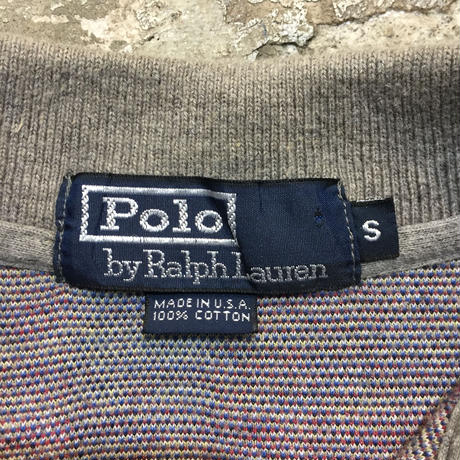 Polo
by Ralph Lauren
S
MADE IN U.S.A.
100% COTTON